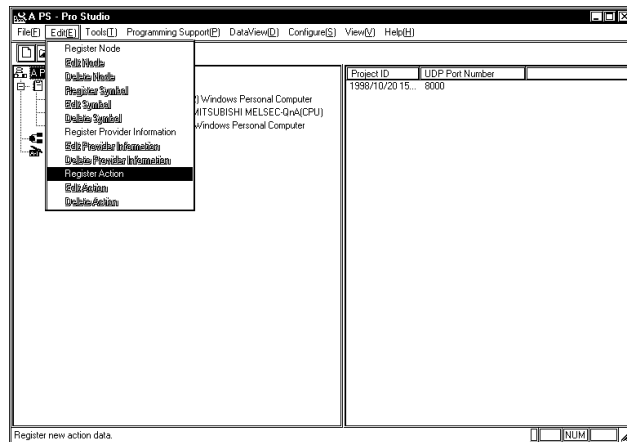 A PS - Pro Studio
File(F) Edit(E) Tools(T) Programming Support(P) DataView(D) Configure(S) View(V) Help(H)
Register Node
Edit Node
Delete Node
Register Symbol
Edit Symbol
Delete Symbol
Register Provider Information
Edit Provider Information
Delete Provider Information
Register Action
Edit Action
Delete Action
A P
) Windows Personal Computer
MITSUBISHI MELSEC-QnA(CPU)
Windows Personal Computer
Project ID UDP Port Number
1998/10/20 15... 8000
Register new action data.
NUM